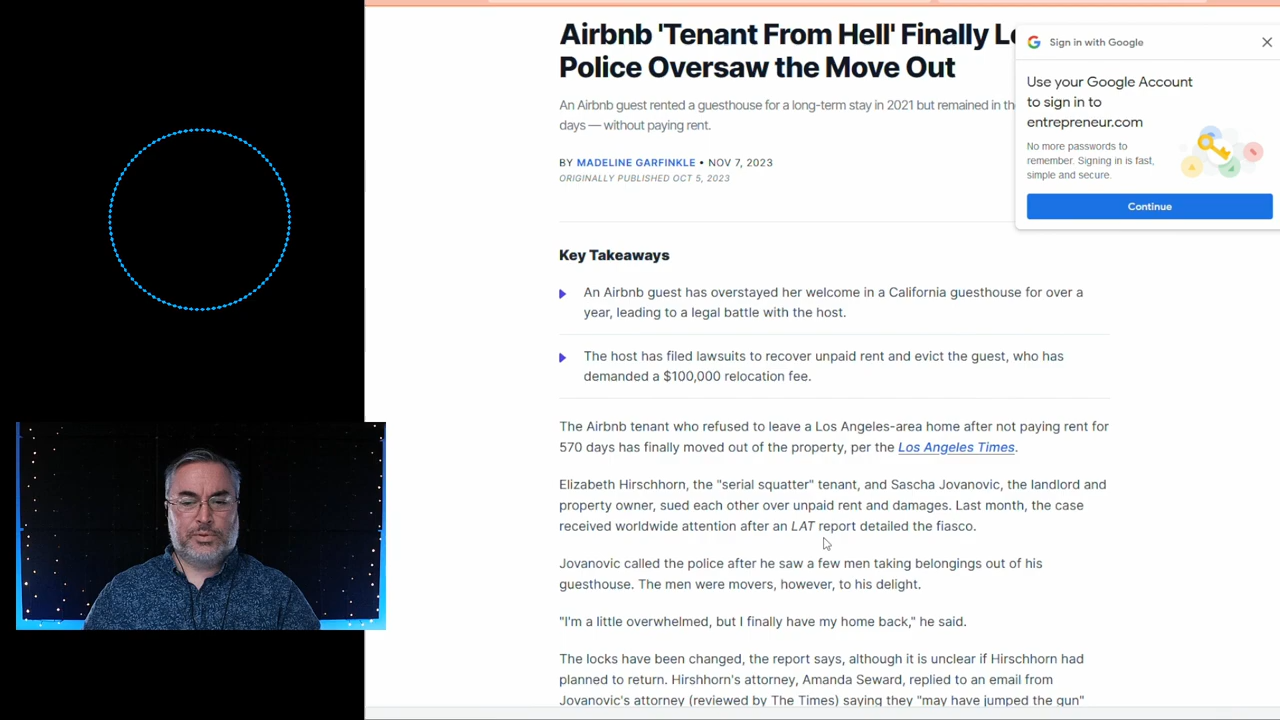 Airbnb 'Tenant From Hell' Finally
Police Oversaw the Move Out
An Airbnb guest rented a guesthouse for a long-term stay in 2021 but remained in
days — without paying rent.
BY MADELINE GARFINKLE • NOV 7, 2023
ORIGINALLY PUBLISHED OCT 5, 2023
Sign in with Google
Use your Google Account
to sign in to
entrepreneur.com
No more passwords to
remember. Signing in is fast,
simple and secure.
Continue
Key Takeaways
An Airbnb guest has overstayed her welcome in a California guesthouse for over a
year, leading to a legal battle with the host.
The host has filed lawsuits to recover unpaid rent and evict the guest, who has
demanded a $100,000 relocation fee.
The Airbnb tenant who refused to leave a Los Angeles-area home after not paying rent for
570 days has finally moved out of the property, per the Los Angeles Times.
Elizabeth Hirschhorn, the "serial squatter" tenant, and Sascha Jovanovic, the landlord and
property owner, sued each other over unpaid rent and damages. Last month, the case
received worldwide attention after an LAT report detailed the fiasco.
Jovanovic called the police after he saw a few men taking belongings out of his
guesthouse. The men were movers, however, to his delight.
"I'm a little overwhelmed, but I finally have my home back," he said.
The locks have been changed, the report says, although it is unclear if Hirschhorn had
planned to return. Hirshhorn's attorney, Amanda Seward, replied to an email from
Jovanovic's attorney (reviewed by The Times) saying they "may have jumped the gun"